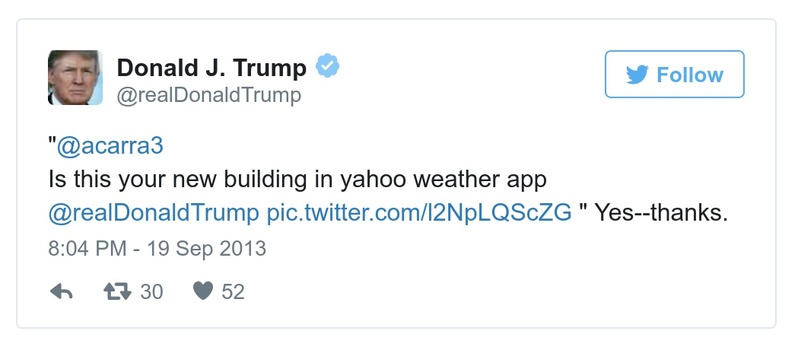 Donald J. Trump
@realDonaldTrump
Follow
"@acarra3
Is this your new building in yahoo weather app
@realDonaldTrump pic.twitter.com/l2NpLQScZG " Yes--thanks.
8:04 PM - 19 Sep 2013
30 52